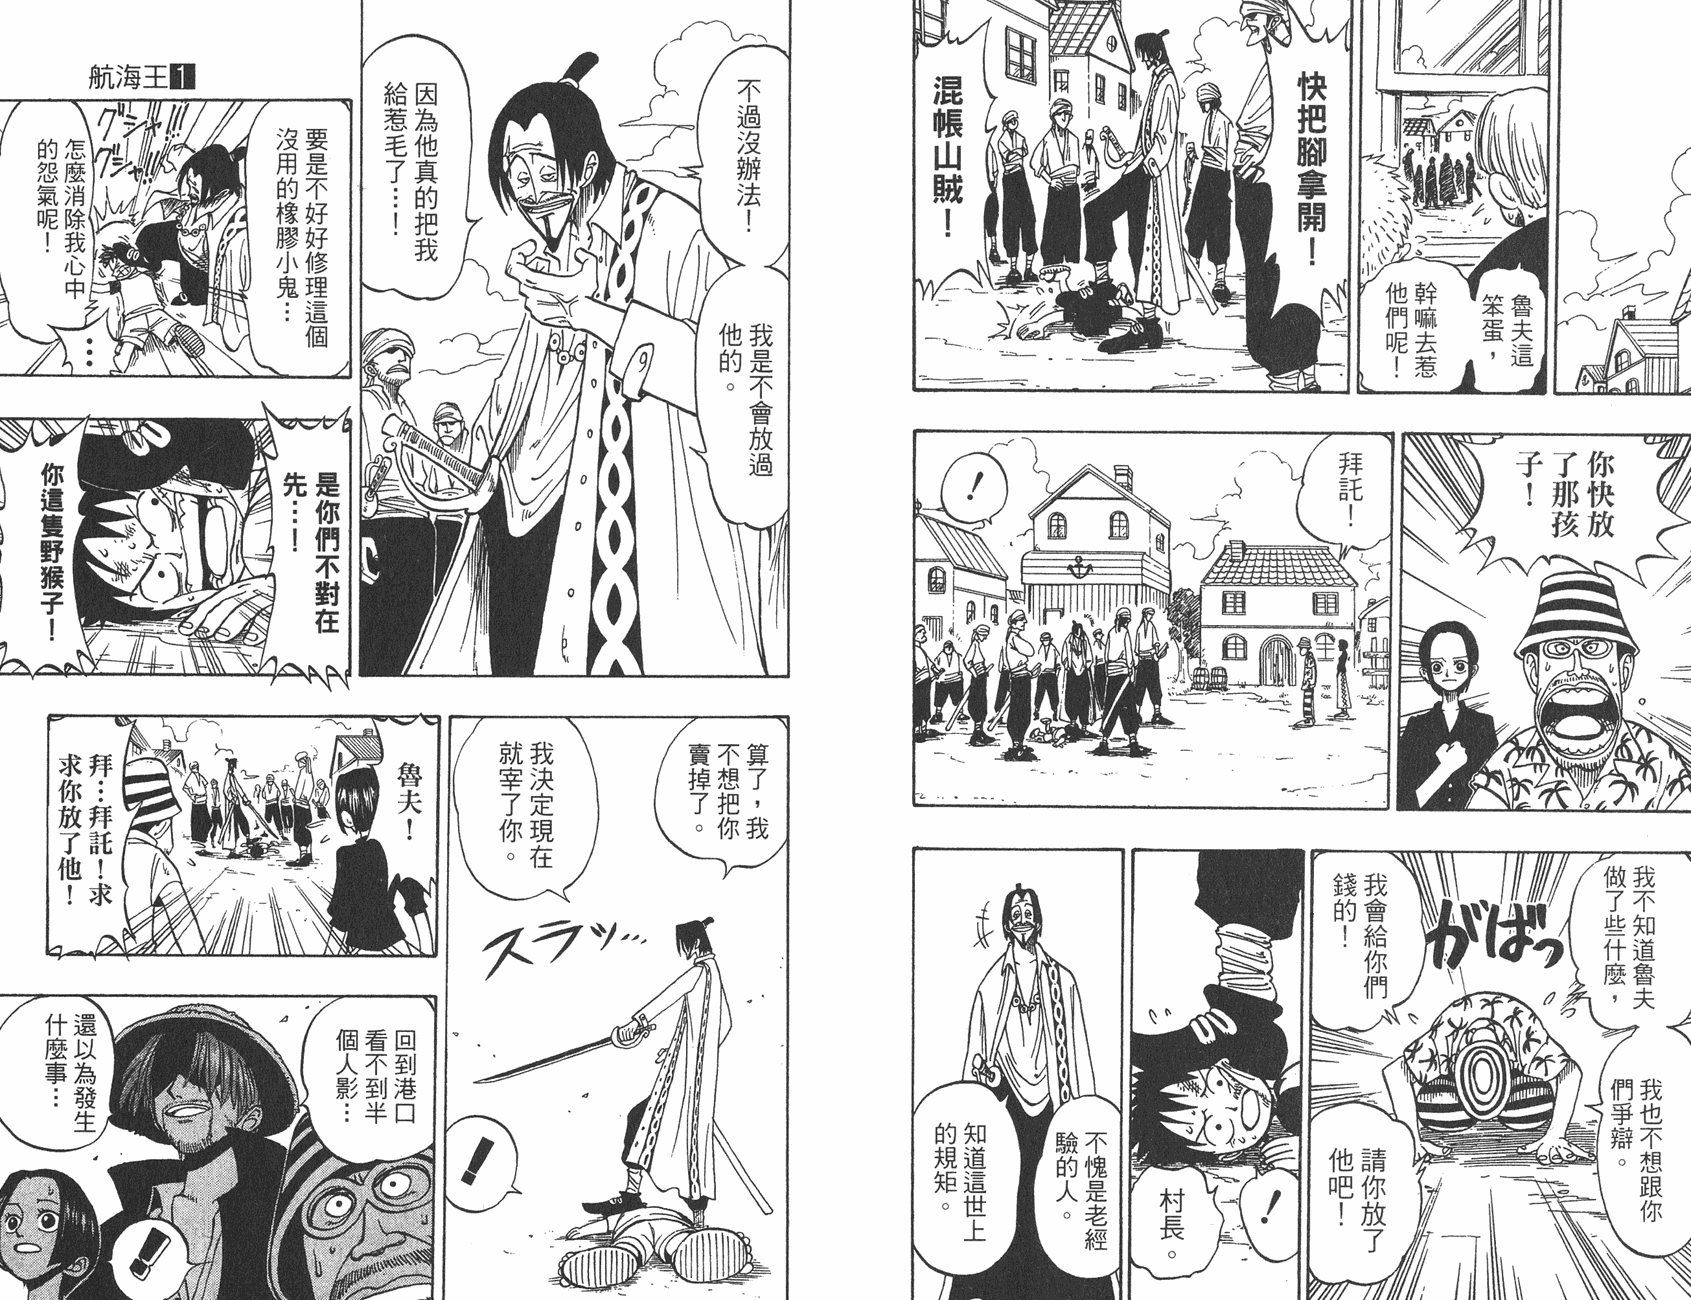 魯夫這
笨蛋，
幹嘛去惹
他們呢！
快把腳拿開！
混帳山賊！
你快放
了那孩
子！
拜託！
！
我不知道魯夫
做了些什麼，
我也不想跟你
們爭辯。
我會給你們
錢的！
請你放了
他吧！
がばっ
！
村長。
不愧是老經
驗的人。
知道這世上
的規矩。
航海王1
不過沒辦法！
我是不會放過
他的。
因為他真的把我
給惹毛了…！
要是不好好修理這個
沒用的橡膠小鬼…
怎麼消除我心中
的怨氣呢！
グシャ!!
グシャ!!
…
是你們不對在
先…！
你這隻野猴子！
算了，我
不想把你
賣掉了。
我決定現在
就宰了你。
スラッ…
！
魯夫！
拜…拜託！求
求你放了他！
回到港口
看不到半
個人影…
還以為發生
什麼事…
！